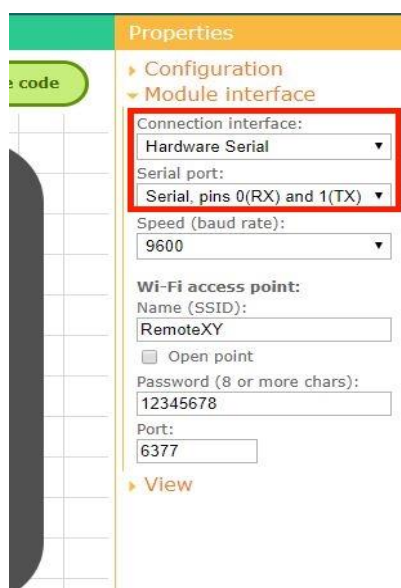 Properties
e code
Configuration
Module interface
Connection interface:
Hardware Serial
Serial port:
Serial, pins 0(RX) and 1(TX)
Speed (baud rate):
9600
Wi-Fi access point:
Name (SSID):
RemoteXY
Open point
Password (8 or more chars):
12345678
Port:
6377
View